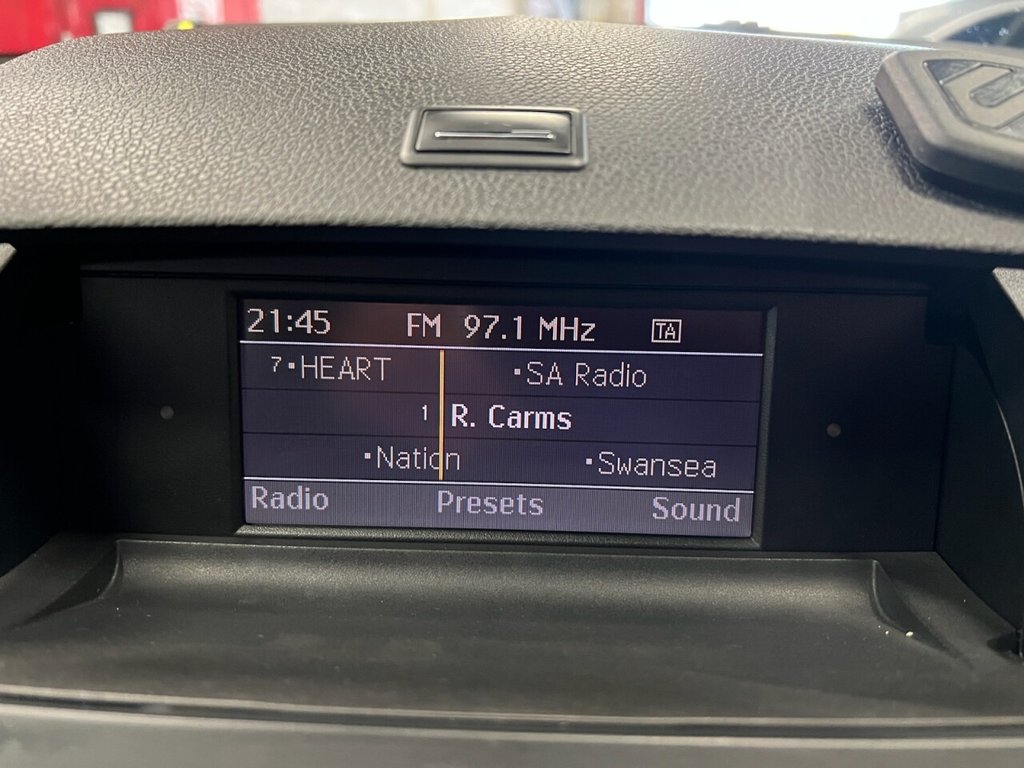 21:45 FM 97.1 MHz TA
7·HEART ·SA Radio
1 R. Carms
·Nation ·Swansea
Radio Presets Sound